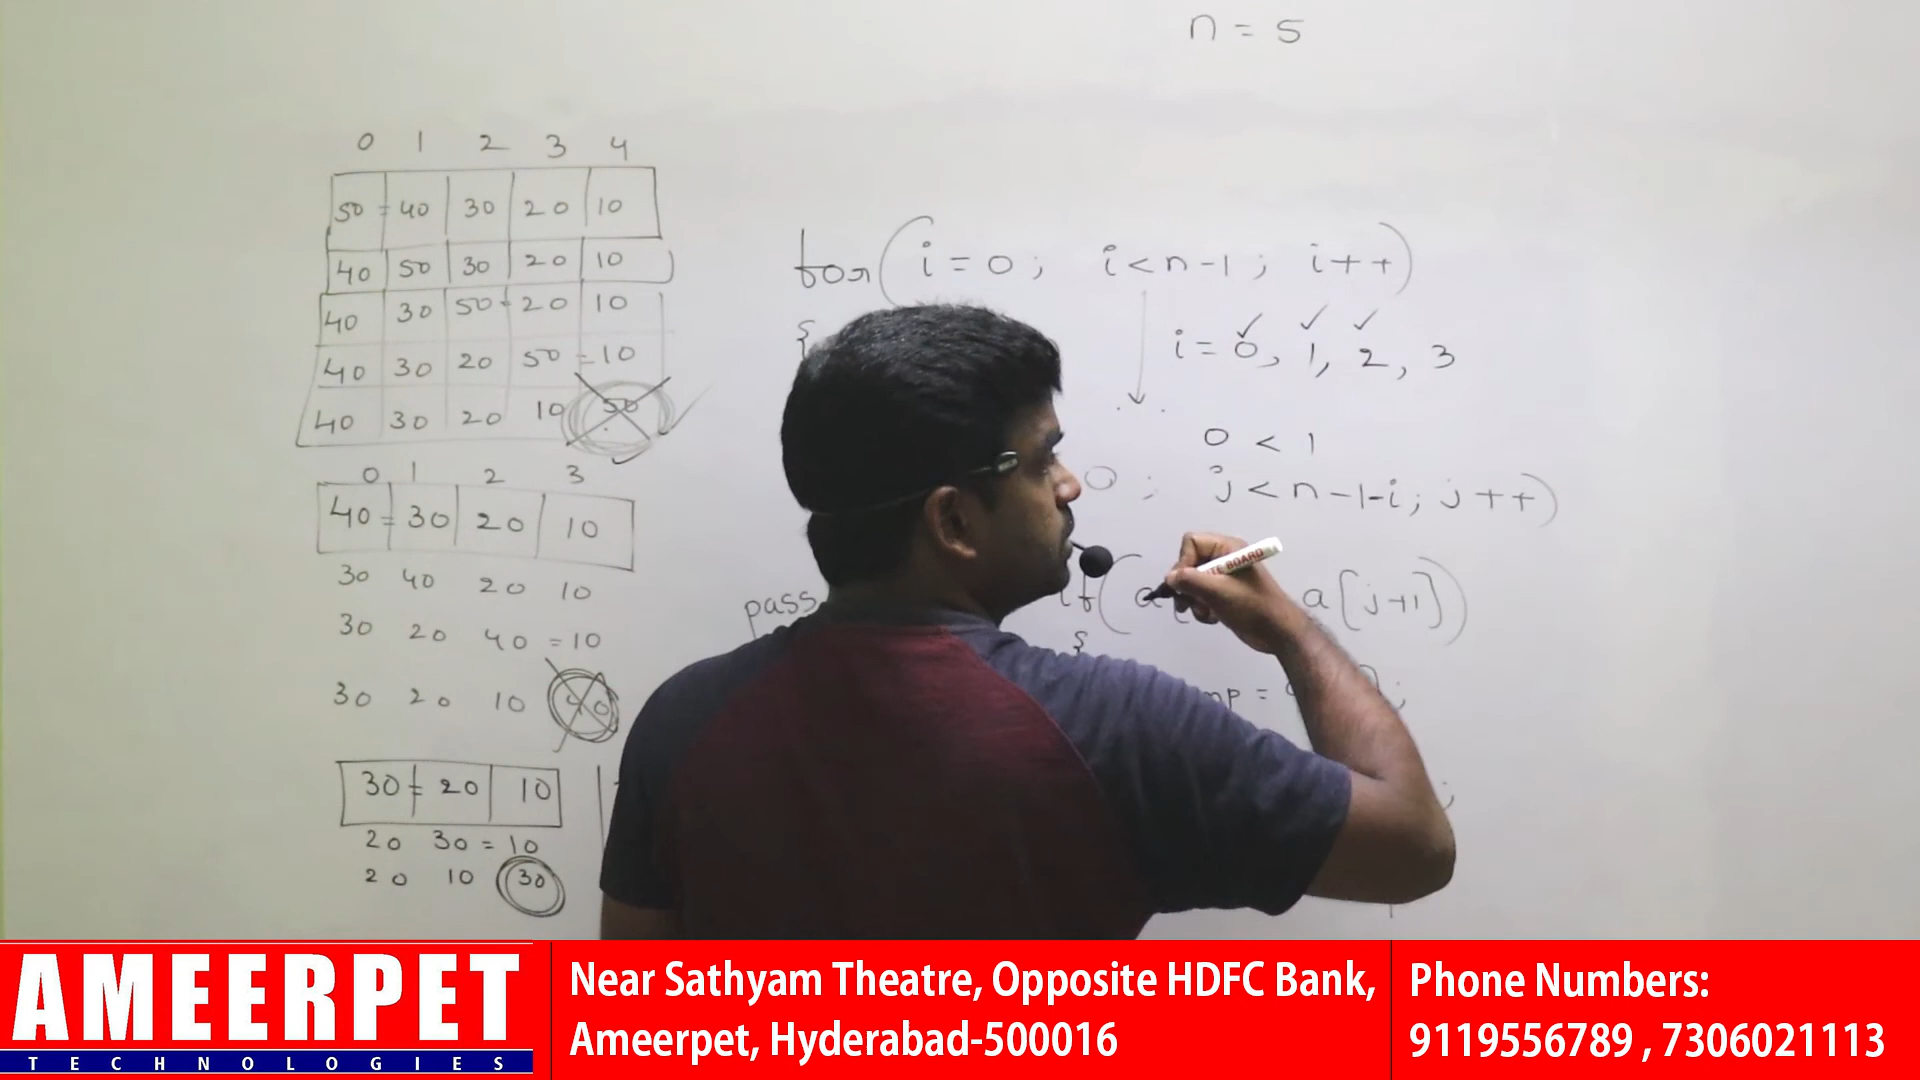 n = 5
0 1 2 3 4
50 = 40 30 20 10
40 50 30 20 10
40 30 50 = 20 10
40 30 20 50 = 10
40 30 20 10 50
0 1 2 3
40 = 30 20 10
30 40 20 10
30 20 40 = 10
30 20 10 40
30 = 20 10
20 30 = 10
20 10 30
for(i = 0; i < n-1; i++)
{
i = 0, 1, 2, 3
0 < 1
0; j < n-1-i; j++)
pass
if(a[ a[j+1])
{
=
;
;
BOARD
AMEERPET
TECHNOLOGIES
Near Sathyam Theatre, Opposite HDFC Bank,
Ameerpet, Hyderabad-500016
Phone Numbers:
9119556789 , 7306021113